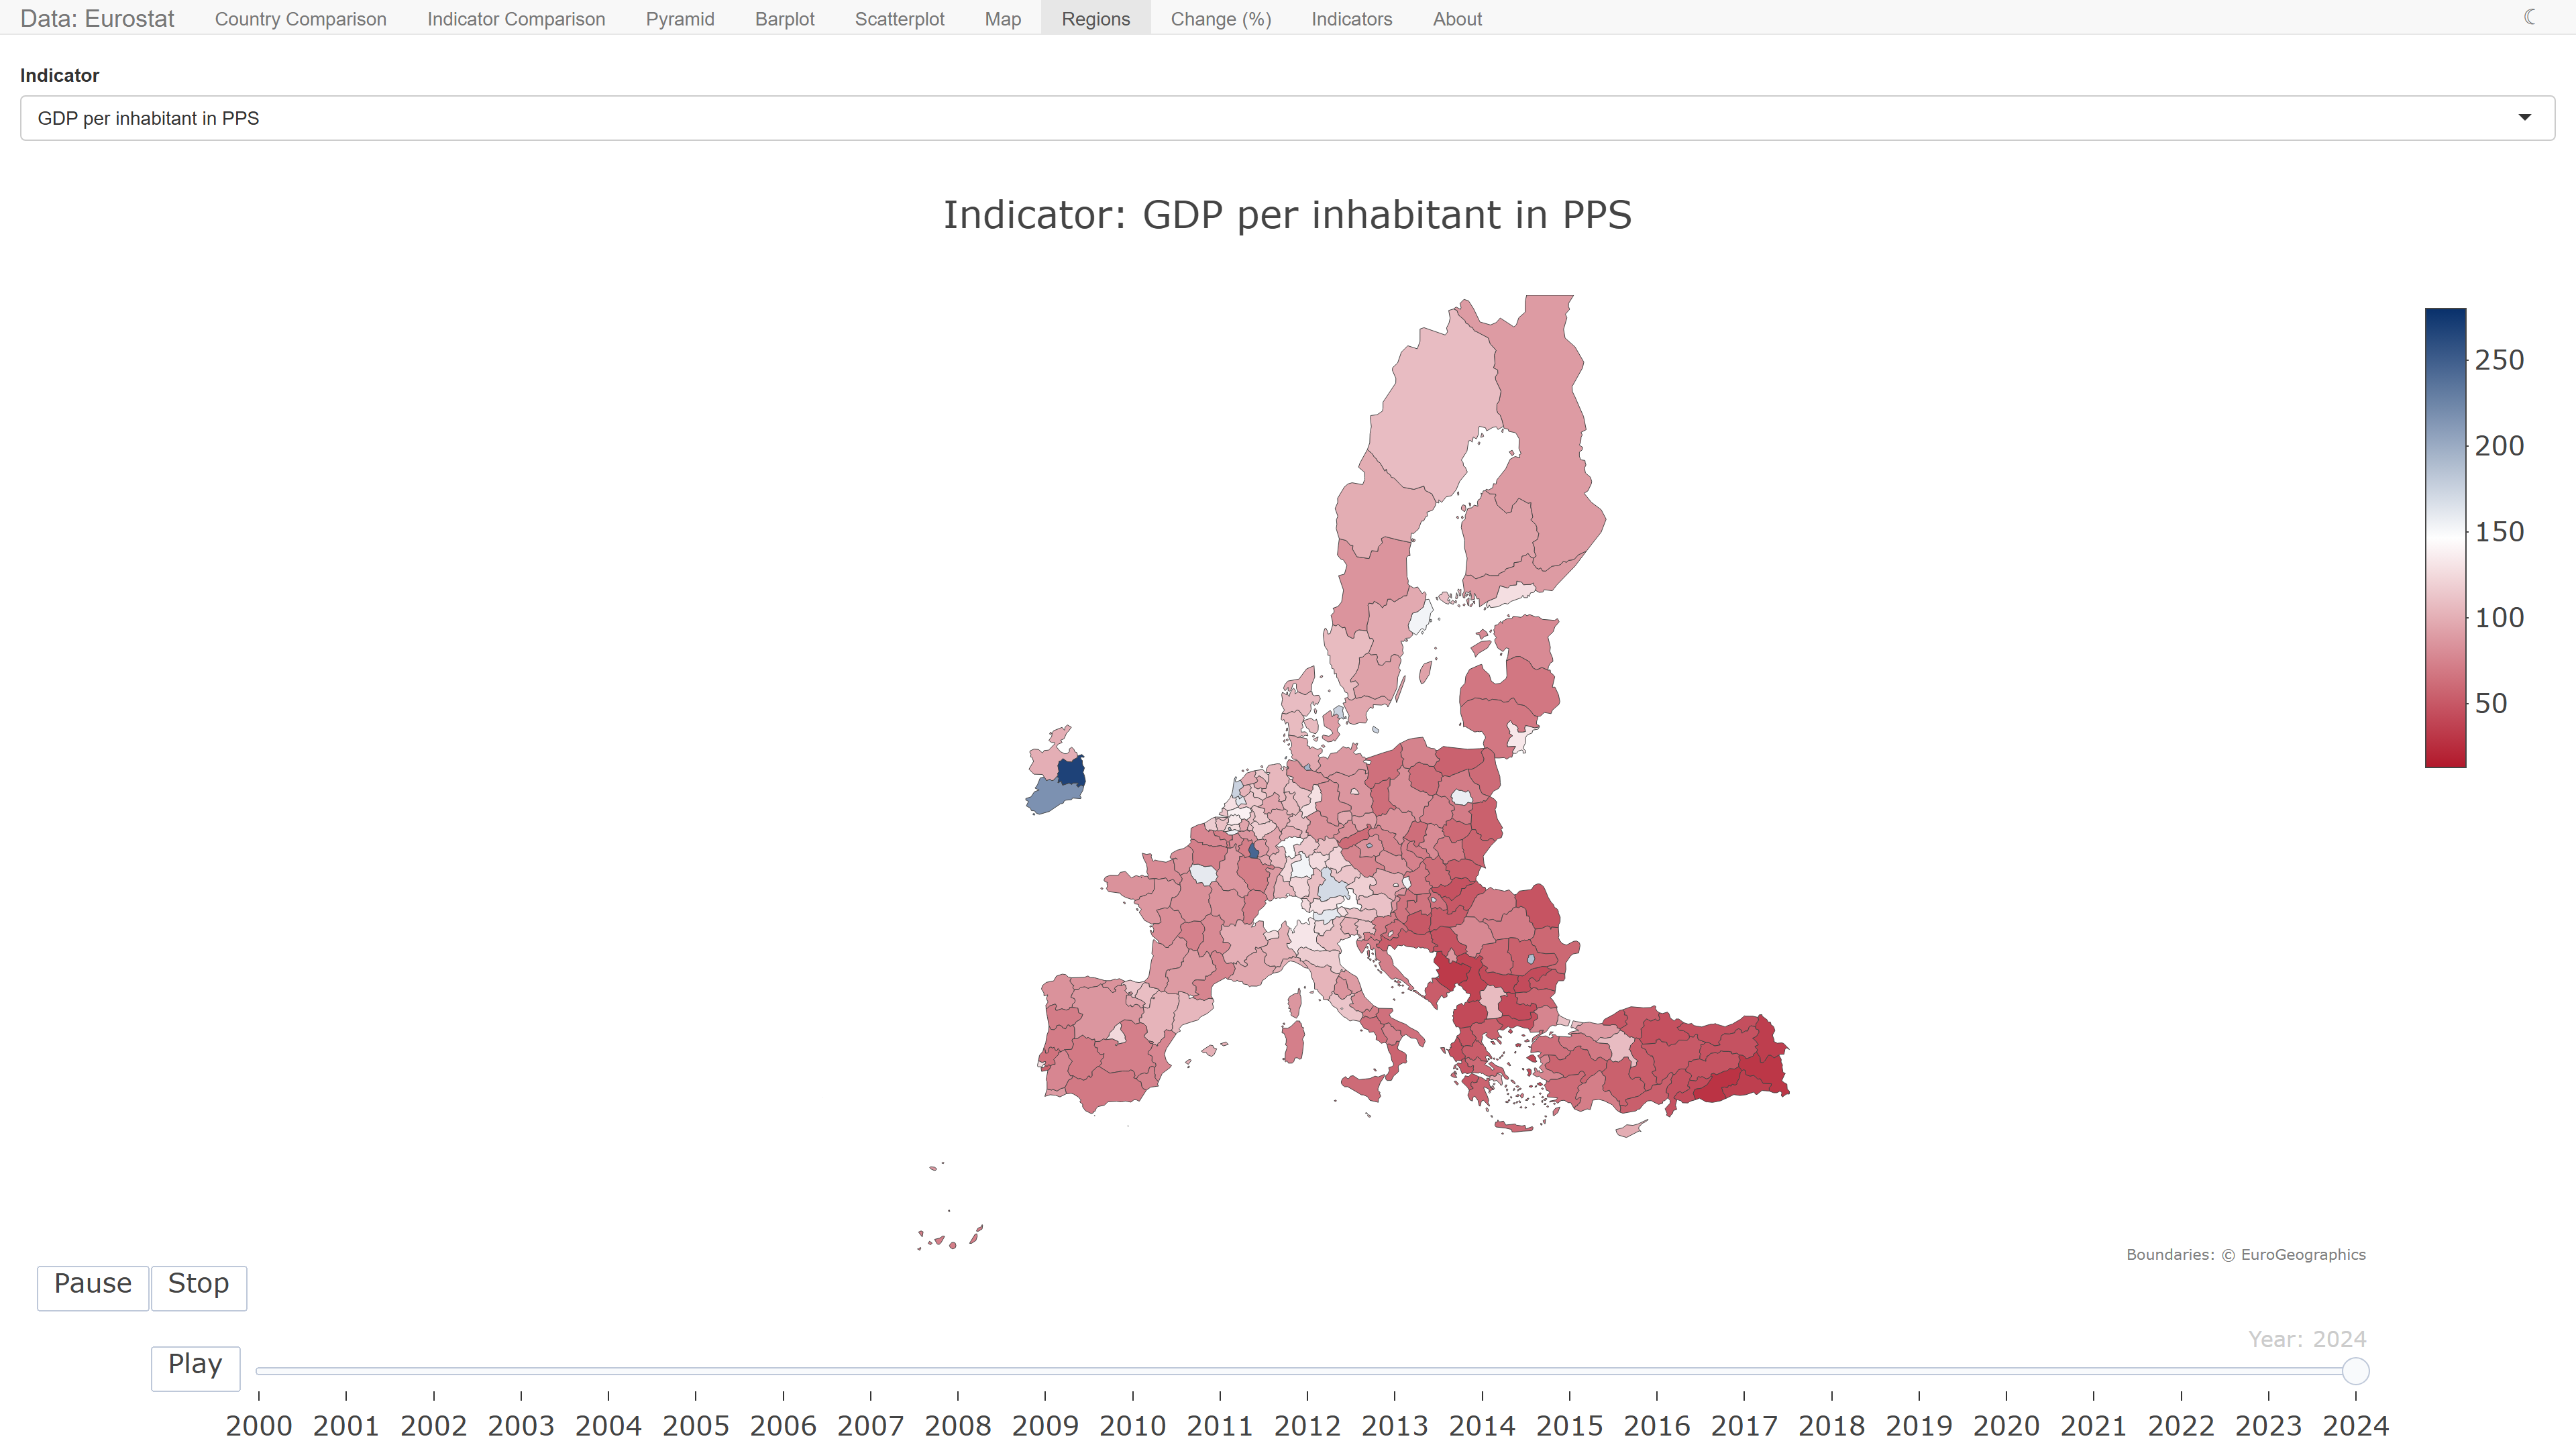 Data: Eurostat Country Comparison Indicator Comparison Pyramid Barplot Scatterplot Map Regions Change (%) Indicators About
Indicator
GDP per inhabitant in PPS
Indicator: GDP per inhabitant in PPS
250
200
150
100
50
Boundaries: © EuroGeographics
Pause Stop
Year: 2024
Play
2000 2001 2002 2003 2004 2005 2006 2007 2008 2009 2010 2011 2012 2013 2014 2015 2016 2017 2018 2019 2020 2021 2022 2023 2024